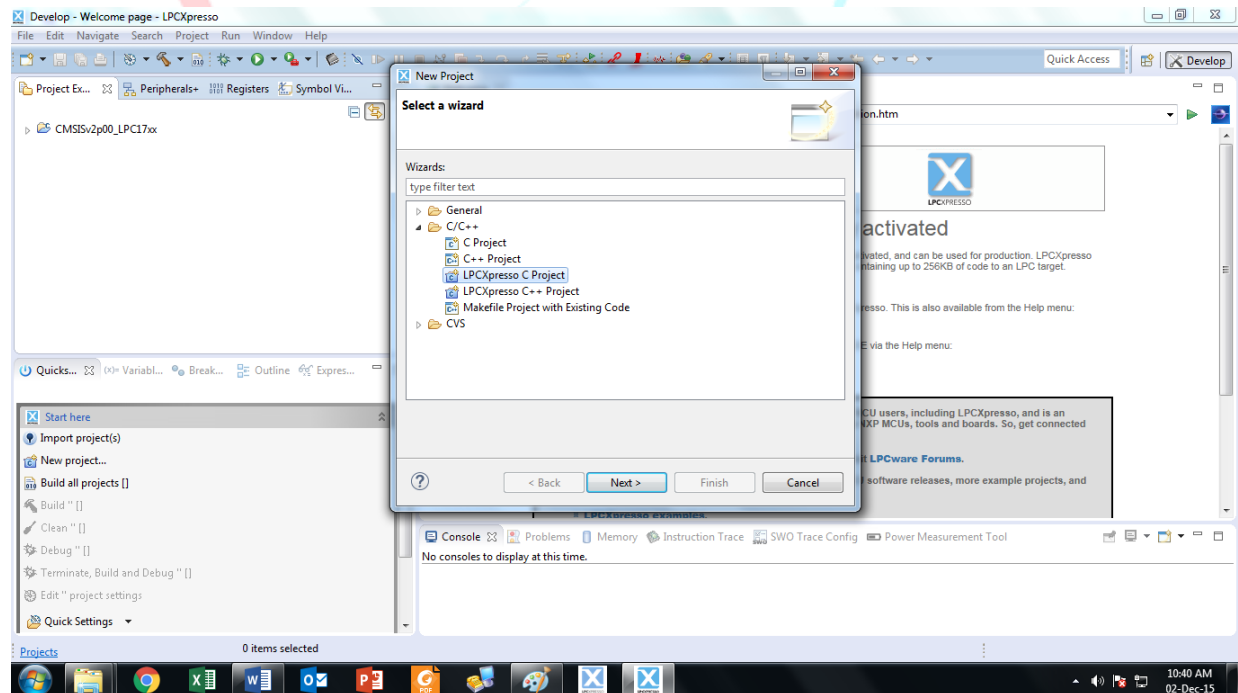 Develop - Welcome page - LPCXpresso
File Edit Navigate Search Project Run Window Help
Quick Access
Develop
Project Ex... Peripherals+ Registers Symbol Vi...
CMSISv2p00_LPC17xx
New Project
Select a wizard
Wizards:
type filter text
General
C/C++
C Project
C++ Project
LPCXpresso C Project
LPCXpresso C++ Project
Makefile Project with Existing Code
CVS
< Back Next > Finish Cancel
ion.htm
LPCXPRESSO
activated
ivated, and can be used for production. LPCXpresso
ntaining up to 256KB of code to an LPC target.
resso. This is also available from the Help menu:
E via the Help menu:
CU users, including LPCXpresso, and is an
NXP MCUs, tools and boards. So, get connected
it LPCware Forums.
software releases, more example projects, and
LPCXpresso examples.
Quicks... (x)= Variabl... Break... Outline Expres...
Start here
Import project(s)
New project...
Build all projects []
Build '' []
Clean '' []
Debug '' []
Terminate, Build and Debug '' []
Edit '' project settings
Quick Settings
Console Problems Memory Instruction Trace SWO Trace Config Power Measurement Tool
No consoles to display at this time.
Projects
0 items selected
10:40 AM
02-Dec-15